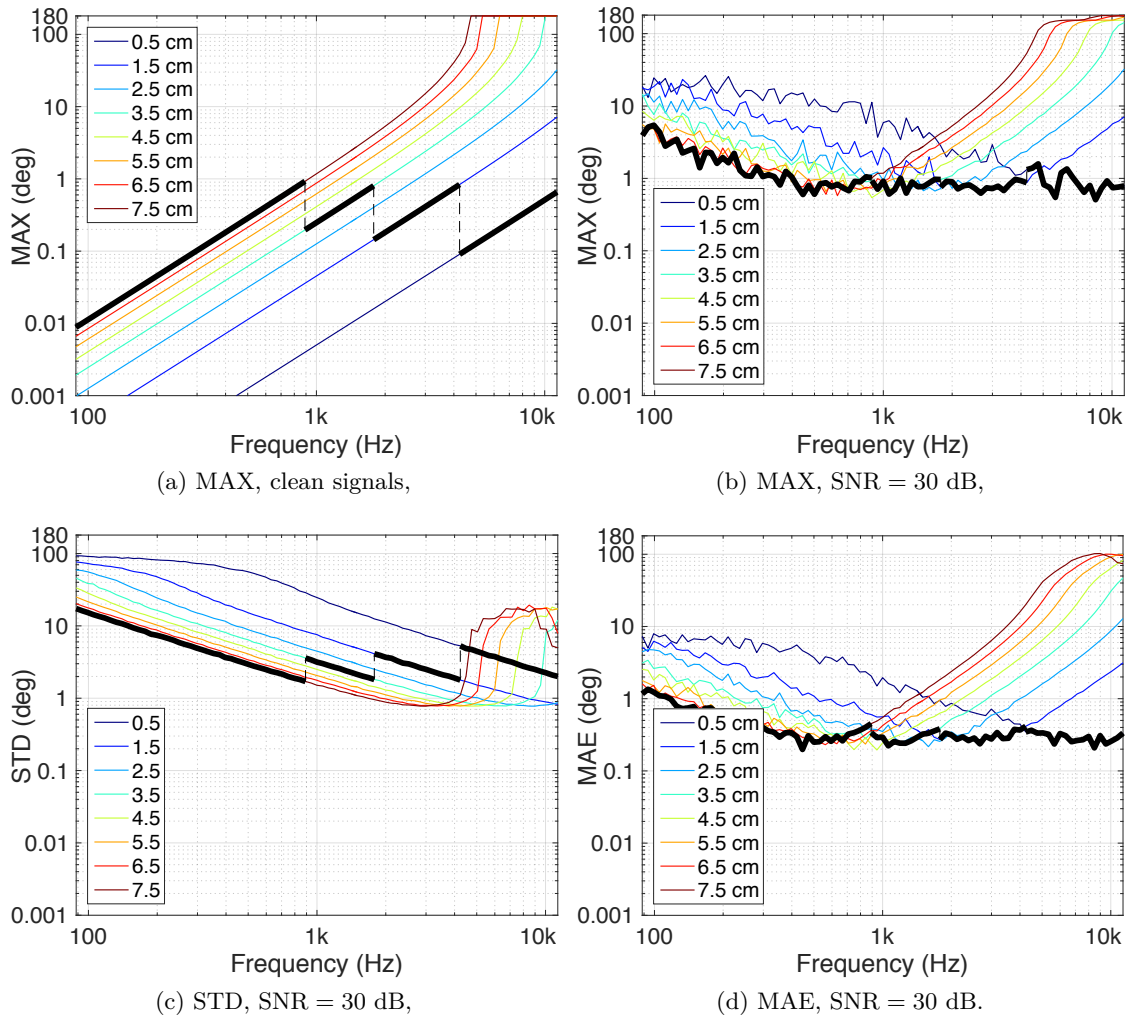 180
100
10
1
0.1
0.01
0.001
MAX (deg)
0.5 cm
1.5 cm
2.5 cm
3.5 cm
4.5 cm
5.5 cm
6.5 cm
7.5 cm
100 1k 10k
Frequency (Hz)
(a) MAX, clean signals,
180
100
10
1
0.1
0.01
0.001
MAX (deg)
0.5 cm
1.5 cm
2.5 cm
3.5 cm
4.5 cm
5.5 cm
6.5 cm
7.5 cm
100 1k 10k
Frequency (Hz)
(b) MAX, SNR = 30 dB,
180
100
10
1
0.1
0.01
0.001
STD (deg)
0.5
1.5
2.5
3.5
4.5
5.5
6.5
7.5
100 1k 10k
Frequency (Hz)
(c) STD, SNR = 30 dB,
180
100
10
1
0.1
0.01
0.001
MAE (deg)
0.5 cm
1.5 cm
2.5 cm
3.5 cm
4.5 cm
5.5 cm
6.5 cm
7.5 cm
100 1k 10k
Frequency (Hz)
(d) MAE, SNR = 30 dB.